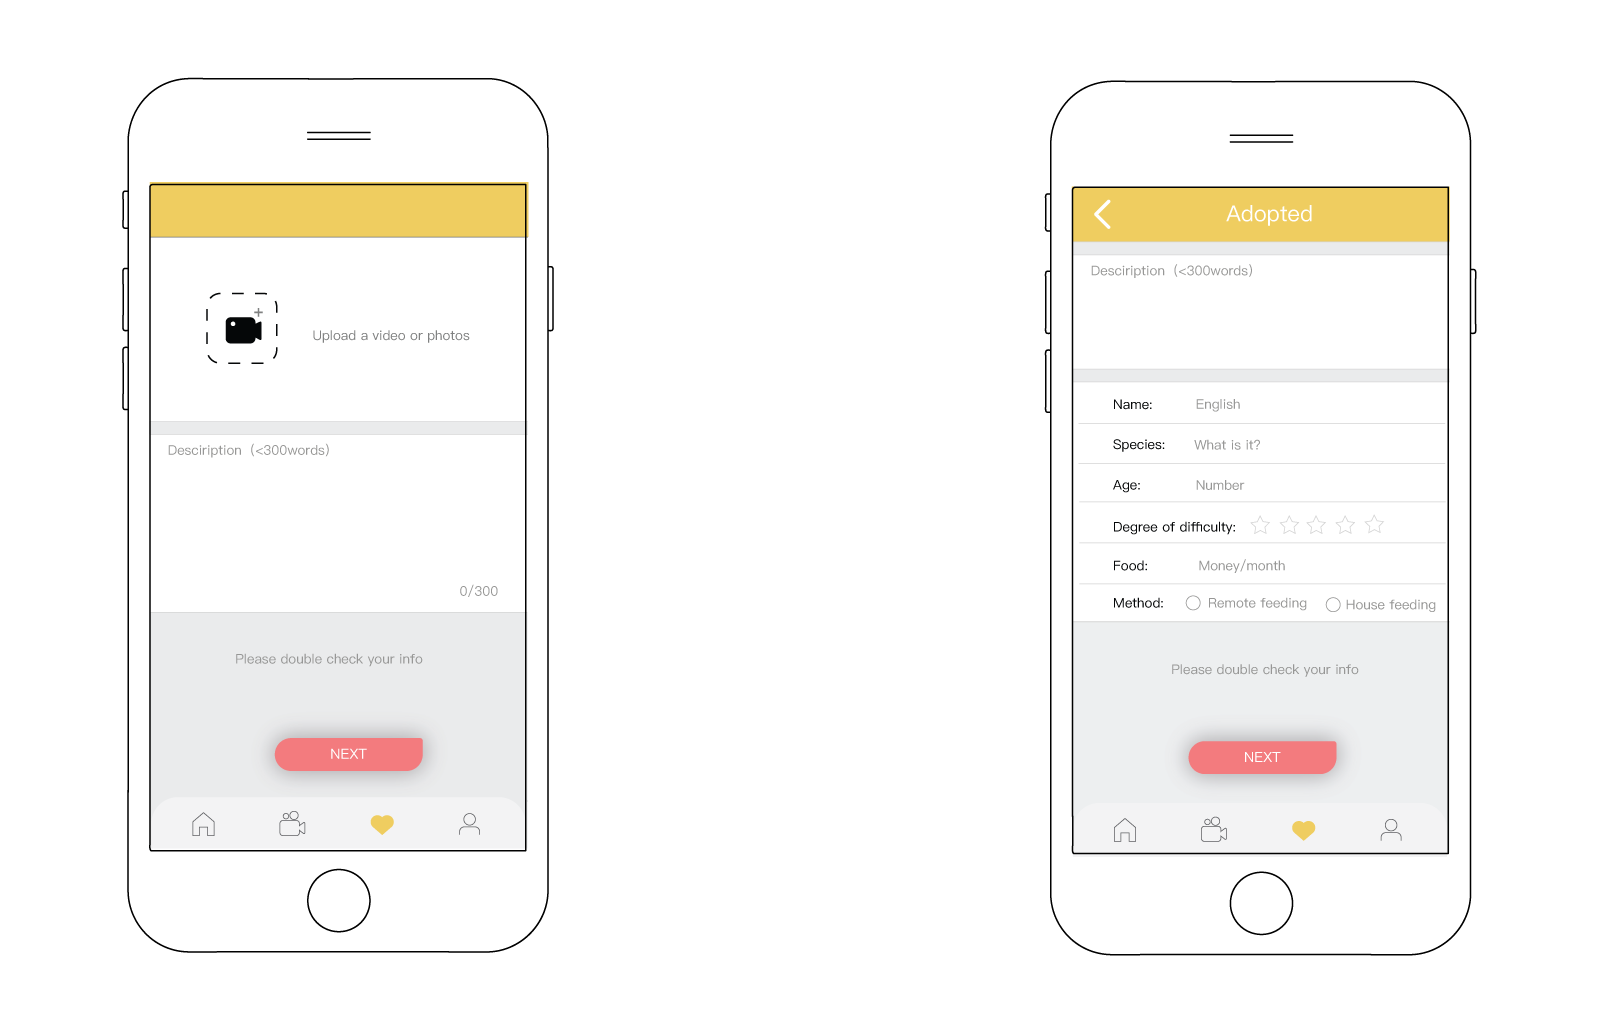 Upload a video or photos
Desciription（<300words）
0/300
Please double check your info
NEXT
Adopted
Desciription（<300words）
Name: English
Species: What is it?
Age: Number
Degree of difficulty:
Food: Money/month
Method: Remote feeding House feeding
Please double check your info
NEXT